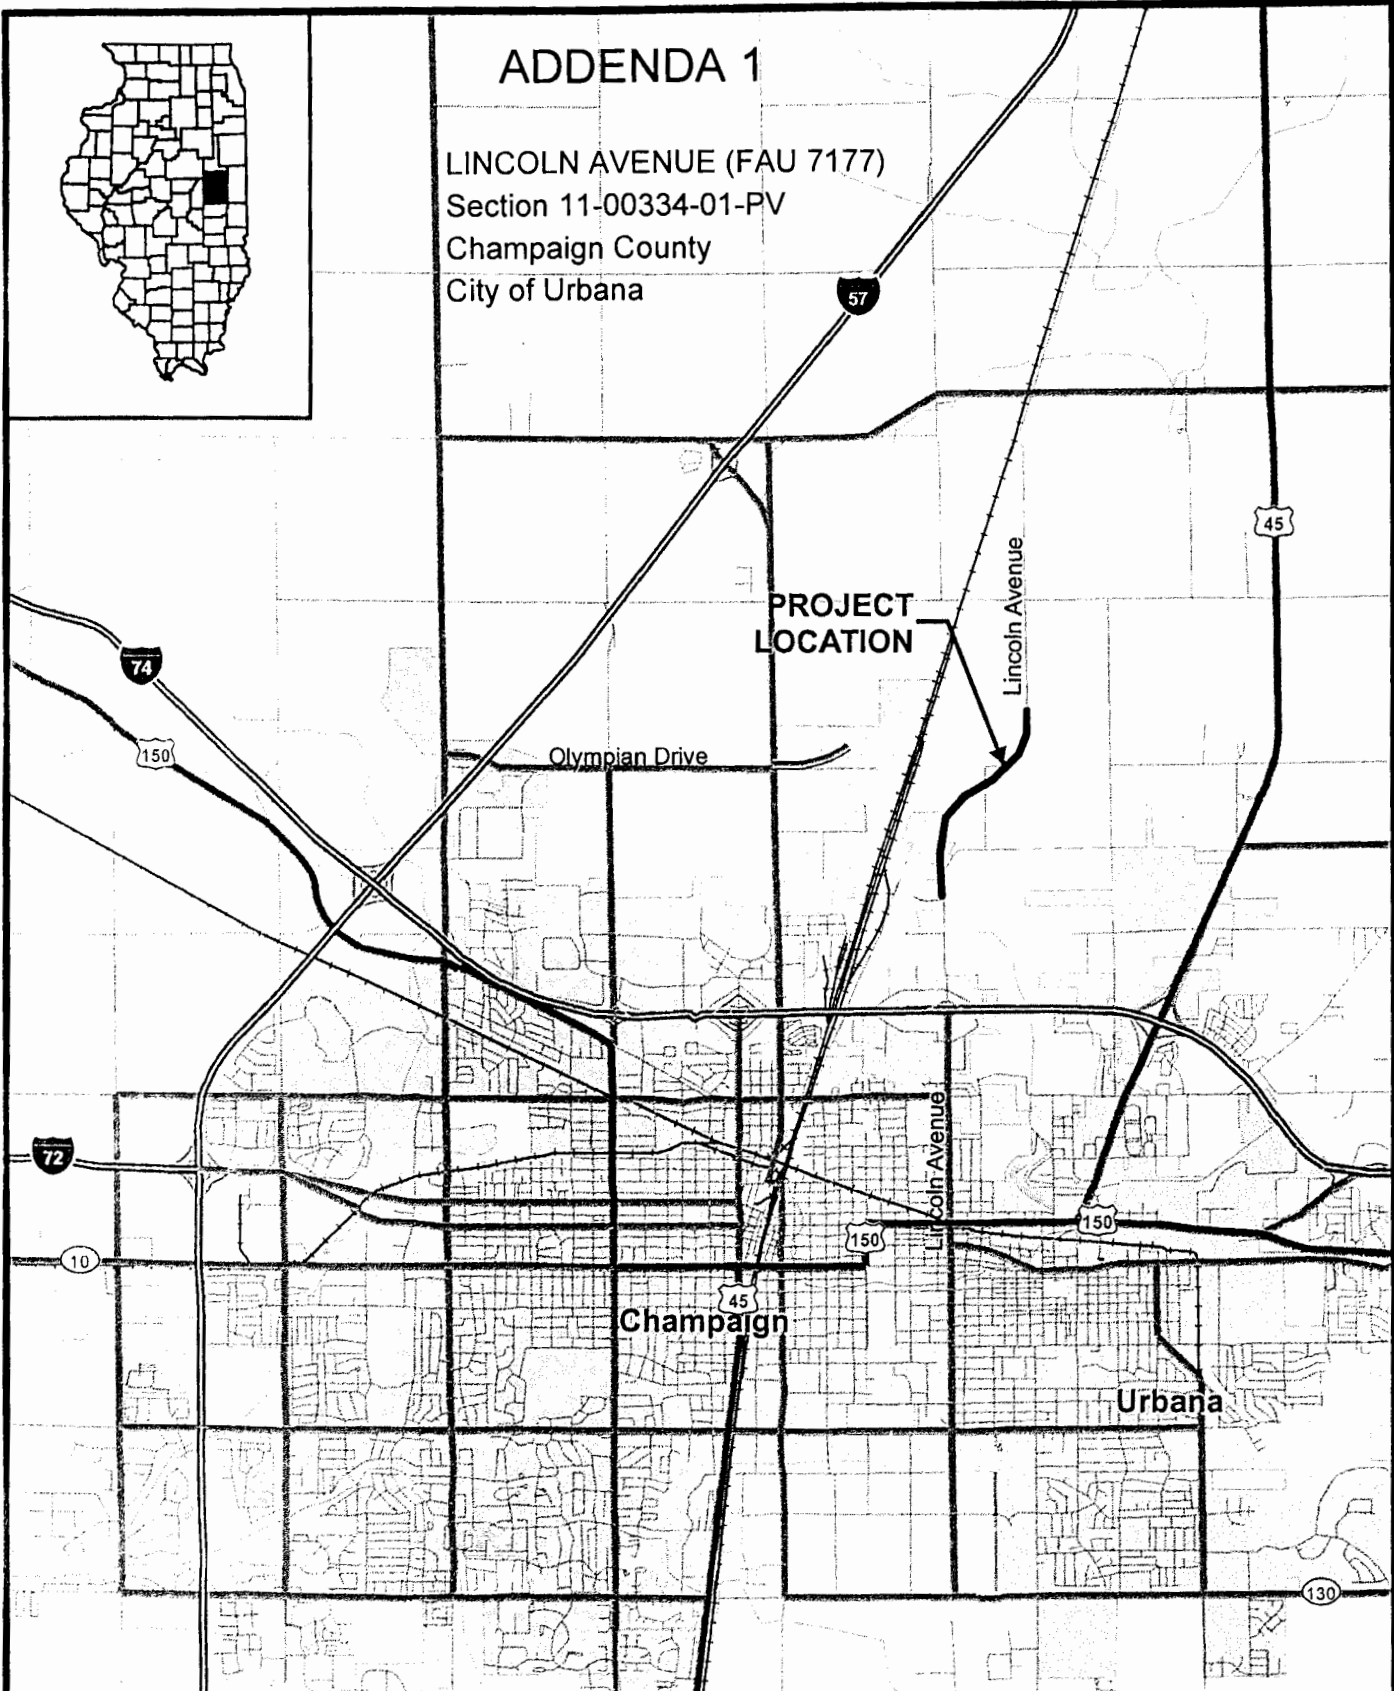 ADDENDA 1
LINCOLN AVENUE (FAU 7177)
Section 11-00334-01-PV
Champaign County
City of Urbana
57
45
Lincoln Avenue
PROJECT
LOCATION
74
150
Olympian Drive
Lincoln Avenue
72
150
150
10
45
Champaign
Urbana
130